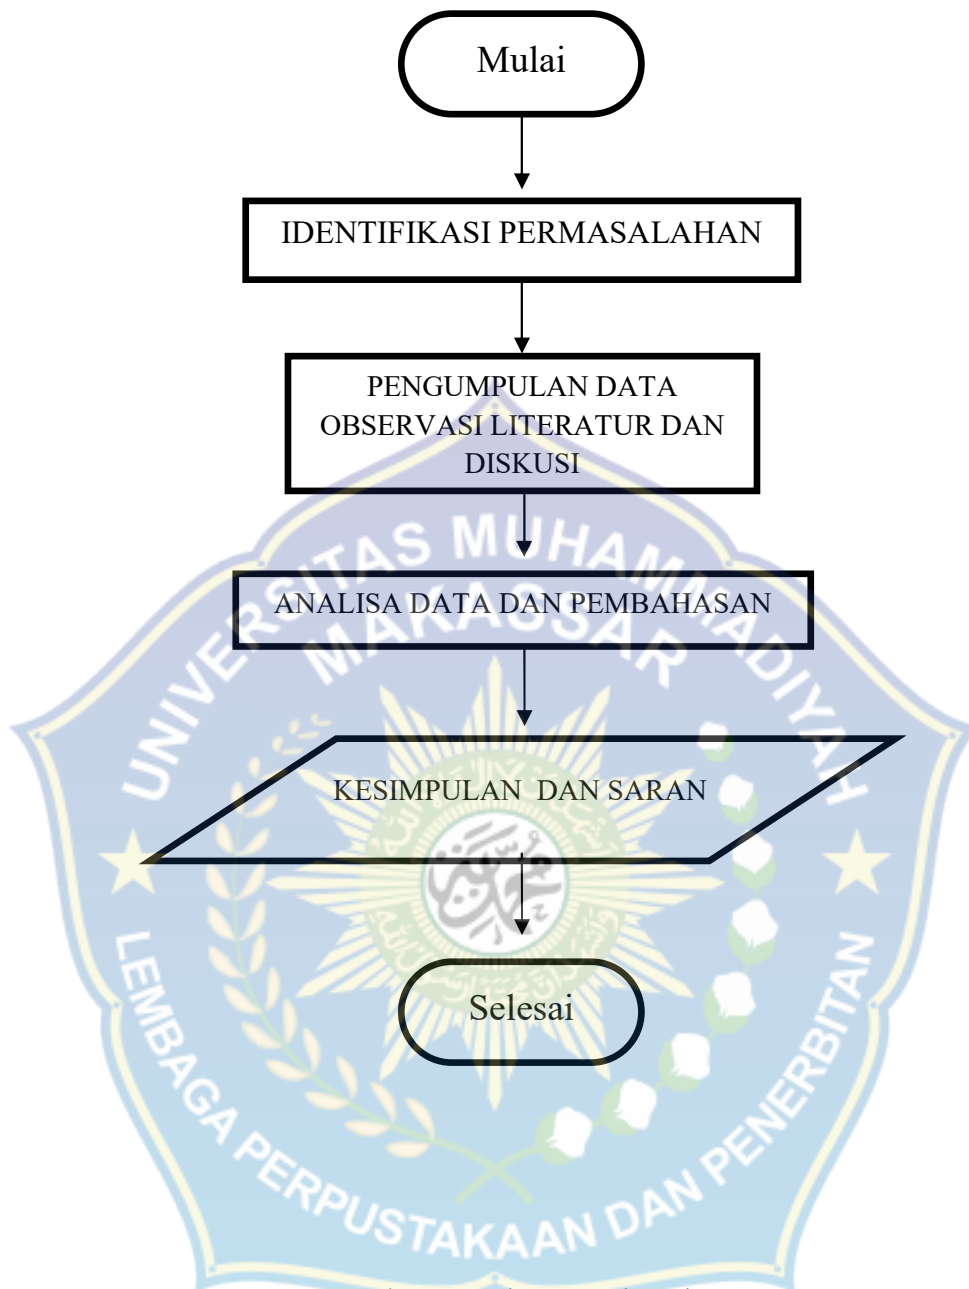 Mulai
IDENTIFIKASI PERMASALAHAN
PENGUMPULAN DATA
OBSERVASI LITERATUR DAN
DISKUSI
ANALISA DATA DAN PEMBAHASAN
KESIMPULAN DAN SARAN
Selesai
UNIVERSITAS MUHAMMADIYAH
MAKASSAR
LEMBAGA PERPUSTAKAAN DAN PENERBITAN